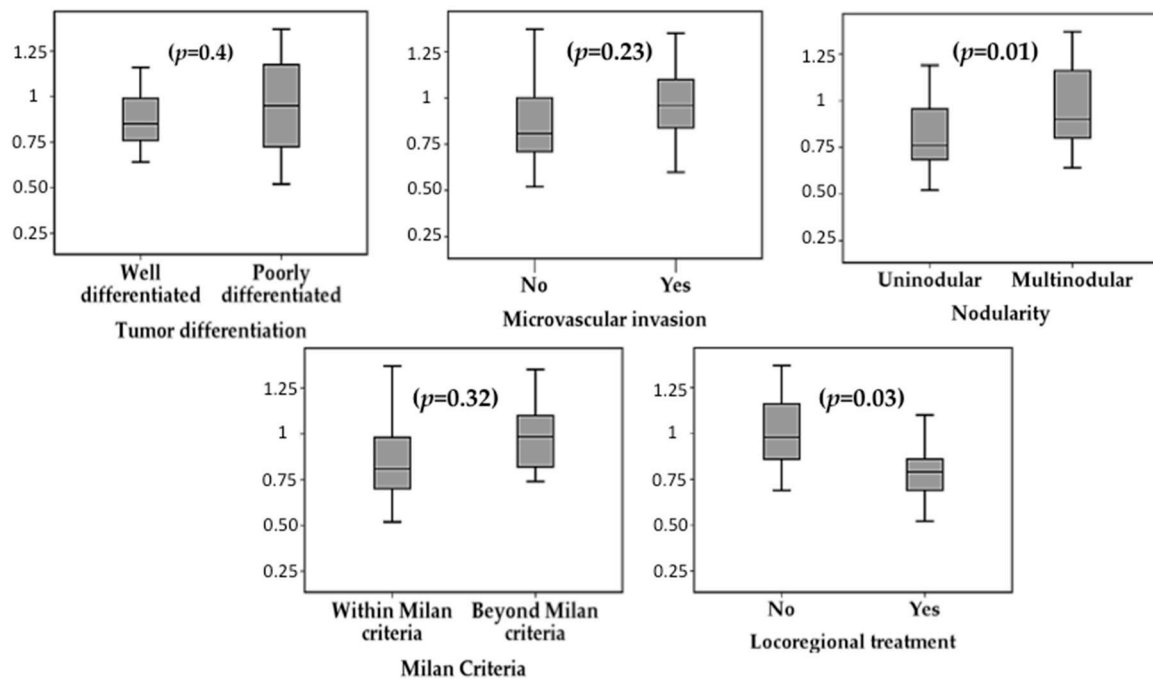 1.25
1
0.75
0.50
0.25
(p=0.4)
Well differentiated
Poorly differentiated
Tumor differentiation
1.25
1
0.75
0.50
0.25
(p=0.23)
No
Yes
Microvascular invasion
1.25
1
0.75
0.50
0.25
(p=0.01)
Uninodular
Multinodular
Nodularity
1.25
1
0.75
0.50
0.25
(p=0.32)
Within Milan criteria
Beyond Milan criteria
Milan Criteria
1.25
1
0.75
0.50
0.25
(p=0.03)
No
Yes
Locoregional treatment